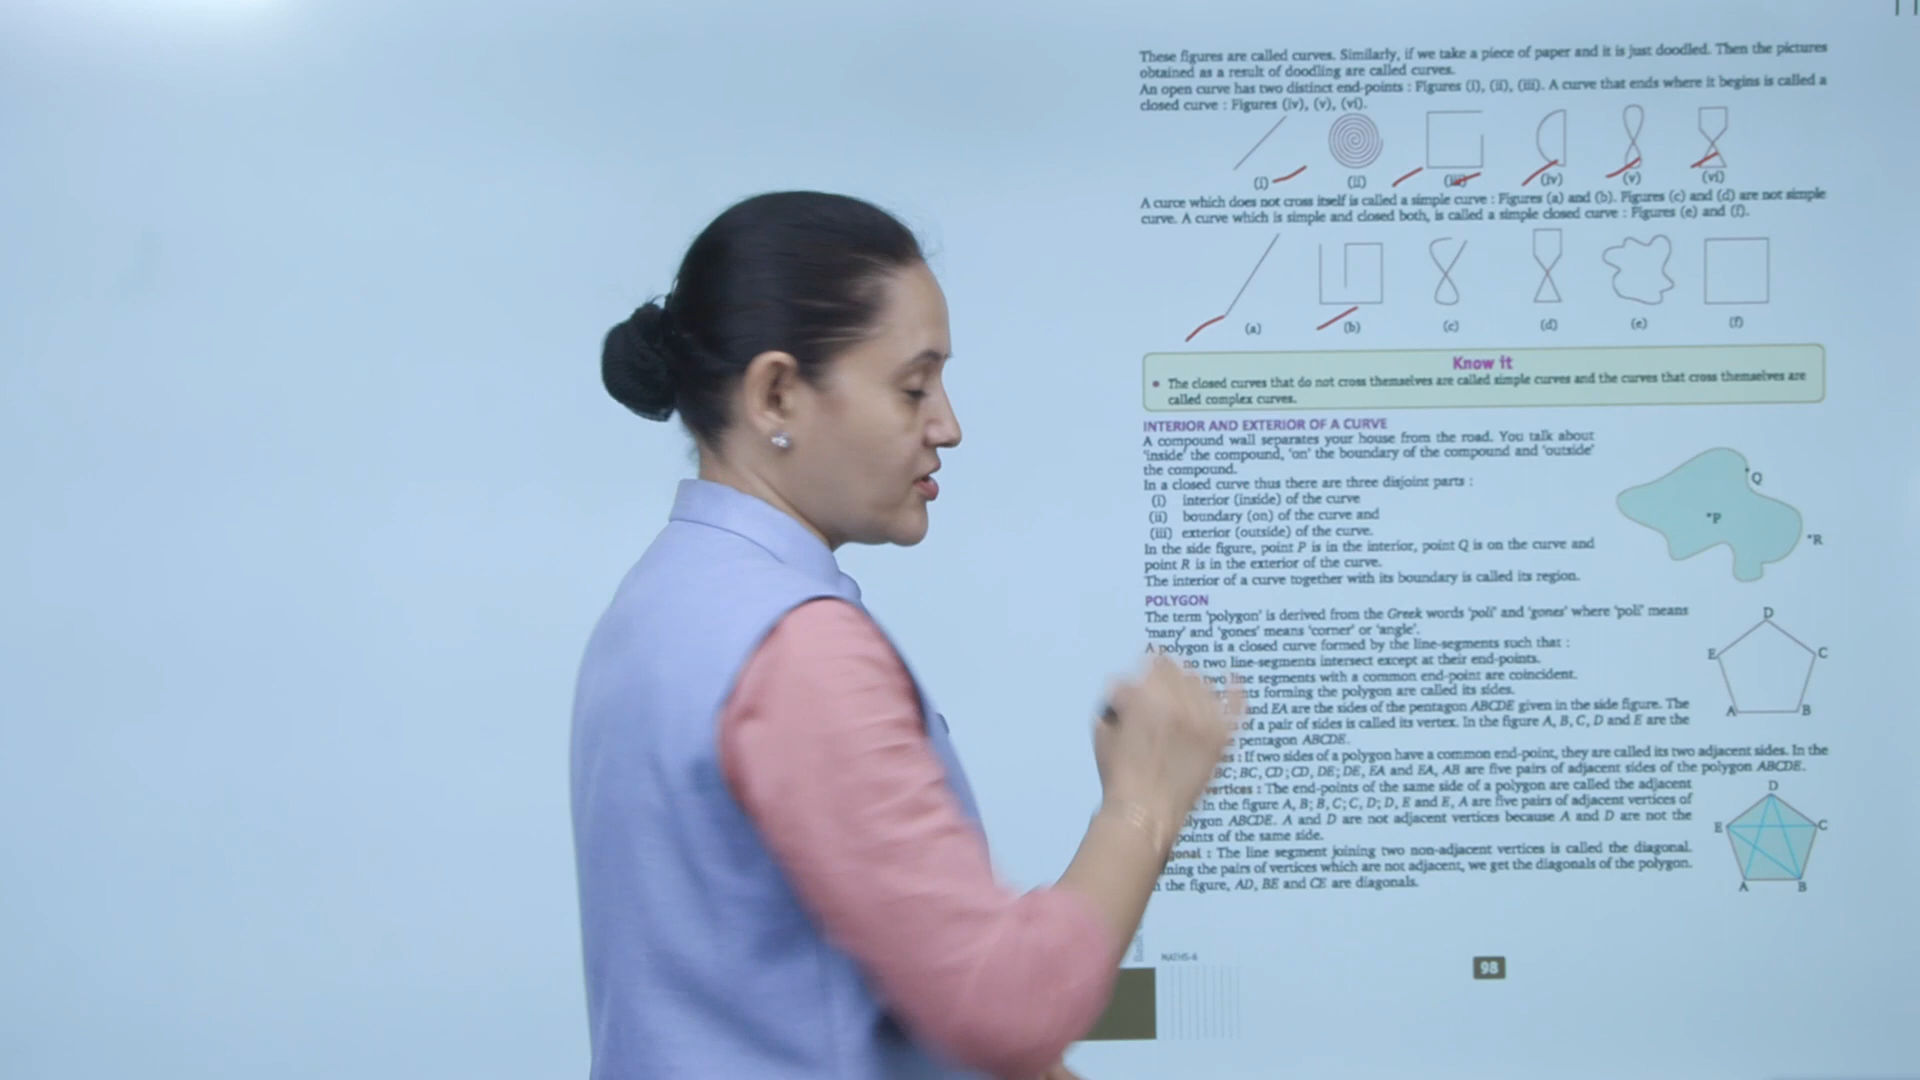 These figures are called curves. Similarly, if we take a piece of paper and it is just doodled. Then the pictures
obtained as a result of doodling are called curves.
An open curve has two distinct end-points : Figures (i), (ii), (iii). A curve that ends where it begins is called a
closed curve : Figures (iv), (v), (vi).
(i) (ii) (iii) (iv) (v) (vi)
A curce which does not cross itself is called a simple curve : Figures (a) and (b). Figures (c) and (d) are not simple
curve. A curve which is simple and closed both, is called a simple closed curve : Figures (e) and (f).
(a) (b) (c) (d) (e) (f)
Know it
• The closed curves that do not cross themselves are called simple curves and the curves that cross themselves are
called complex curves.
INTERIOR AND EXTERIOR OF A CURVE
A compound wall separates your house from the road. You talk about
'inside' the compound, 'on' the boundary of the compound and 'outside'
the compound.
In a closed curve thus there are three disjoint parts :
(i) interior (inside) of the curve
(ii) boundary (on) of the curve and
(iii) exterior (outside) of the curve.
In the side figure, point P is in the interior, point Q is on the curve and
point R is in the exterior of the curve.
The interior of a curve together with its boundary is called its region.
Q
P
R
POLYGON
The term 'polygon' is derived from the Greek words 'poli' and 'gones' where 'poli' means
'many' and 'gones' means 'corner' or 'angle'.
A polygon is a closed curve formed by the line-segments such that :
no two line-segments intersect except at their end-points.
two line segments with a common end-point are coincident.
forming the polygon are called its sides.
and EA are the sides of the pentagon ABCDE given in the side figure. The
of a pair of sides is called its vertex. In the figure A, B, C, D and E are the
pentagon ABCDE.
D
E C
A B
: If two sides of a polygon have a common end-point, they are called its two adjacent sides. In the
BC; BC, CD; CD, DE; DE, EA and EA, AB are five pairs of adjacent sides of the polygon ABCDE.
: The end-points of the same side of a polygon are called the adjacent
In the figure A, B; B, C; C, D; D, E and E, A are five pairs of adjacent vertices of
ABCDE. A and D are not adjacent vertices because A and D are not the
points of the same side.
: The line segment joining two non-adjacent vertices is called the diagonal.
the pairs of vertices which are not adjacent, we get the diagonals of the polygon.
the figure, AD, BE and CE are diagonals.
D
E C
A B
MATHS-6
98